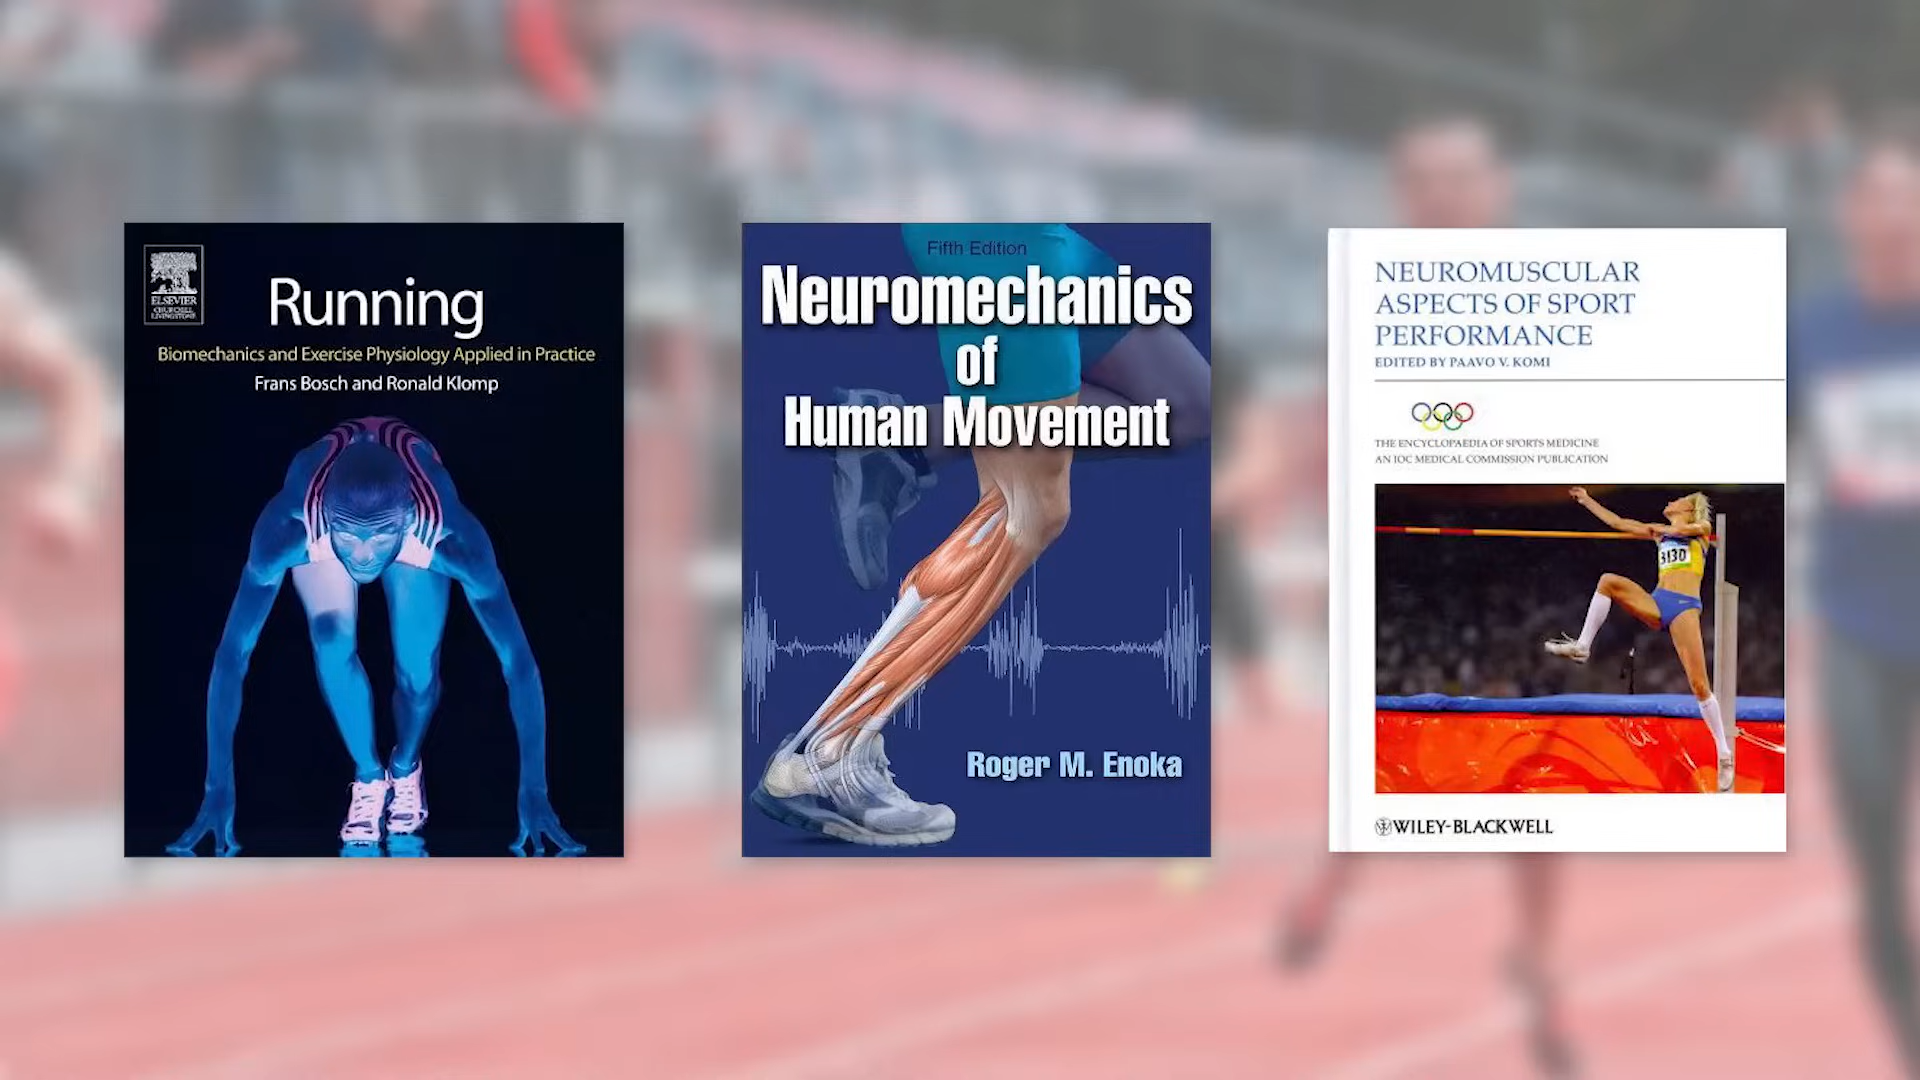 ELSEVIER
CHURCHILL
LIVINGSTONE
Running
Biomechanics and Exercise Physiology Applied in Practice
Frans Bosch and Ronald Klomp
Fifth Edition
Neuromechanics
of
Human Movement
Roger M. Enoka
NEUROMUSCULAR
ASPECTS OF SPORT
PERFORMANCE
EDITED BY PAAVO V. KOMI
THE ENCYCLOPAEDIA OF SPORTS MEDICINE
AN IOC MEDICAL COMMISSION PUBLICATION
3130
WILEY-BLACKWELL